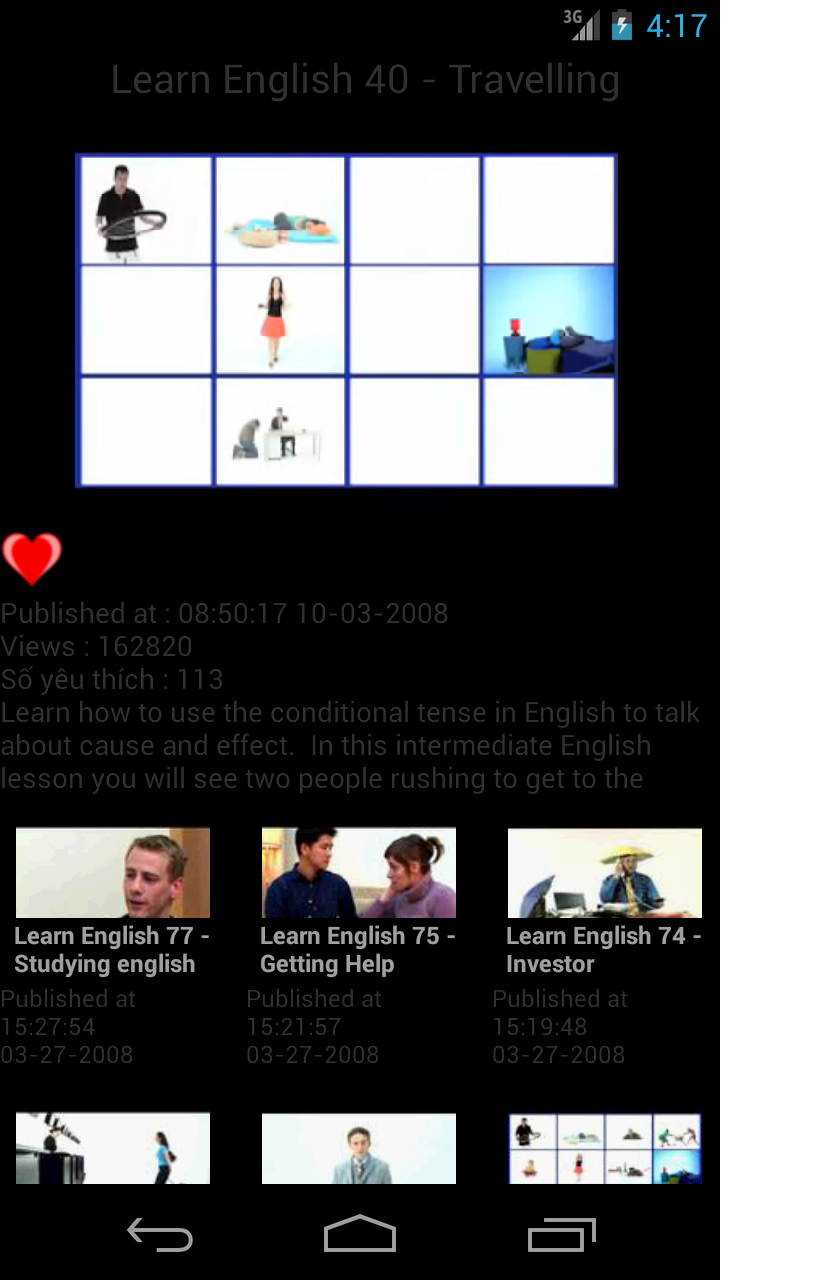 3G 4:17
Learn English 40 - Travelling
Published at : 08:50:17 10-03-2008
Views : 162820
Số yêu thích : 113
Learn how to use the conditional tense in English to talk
about cause and effect.  In this intermediate English
lesson you will see two people rushing to get to the
Learn English 77 -
Studying english
Published at
15:27:54
03-27-2008
Learn English 75 -
Getting Help
Published at
15:21:57
03-27-2008
Learn English 74 -
Investor
Published at
15:19:48
03-27-2008